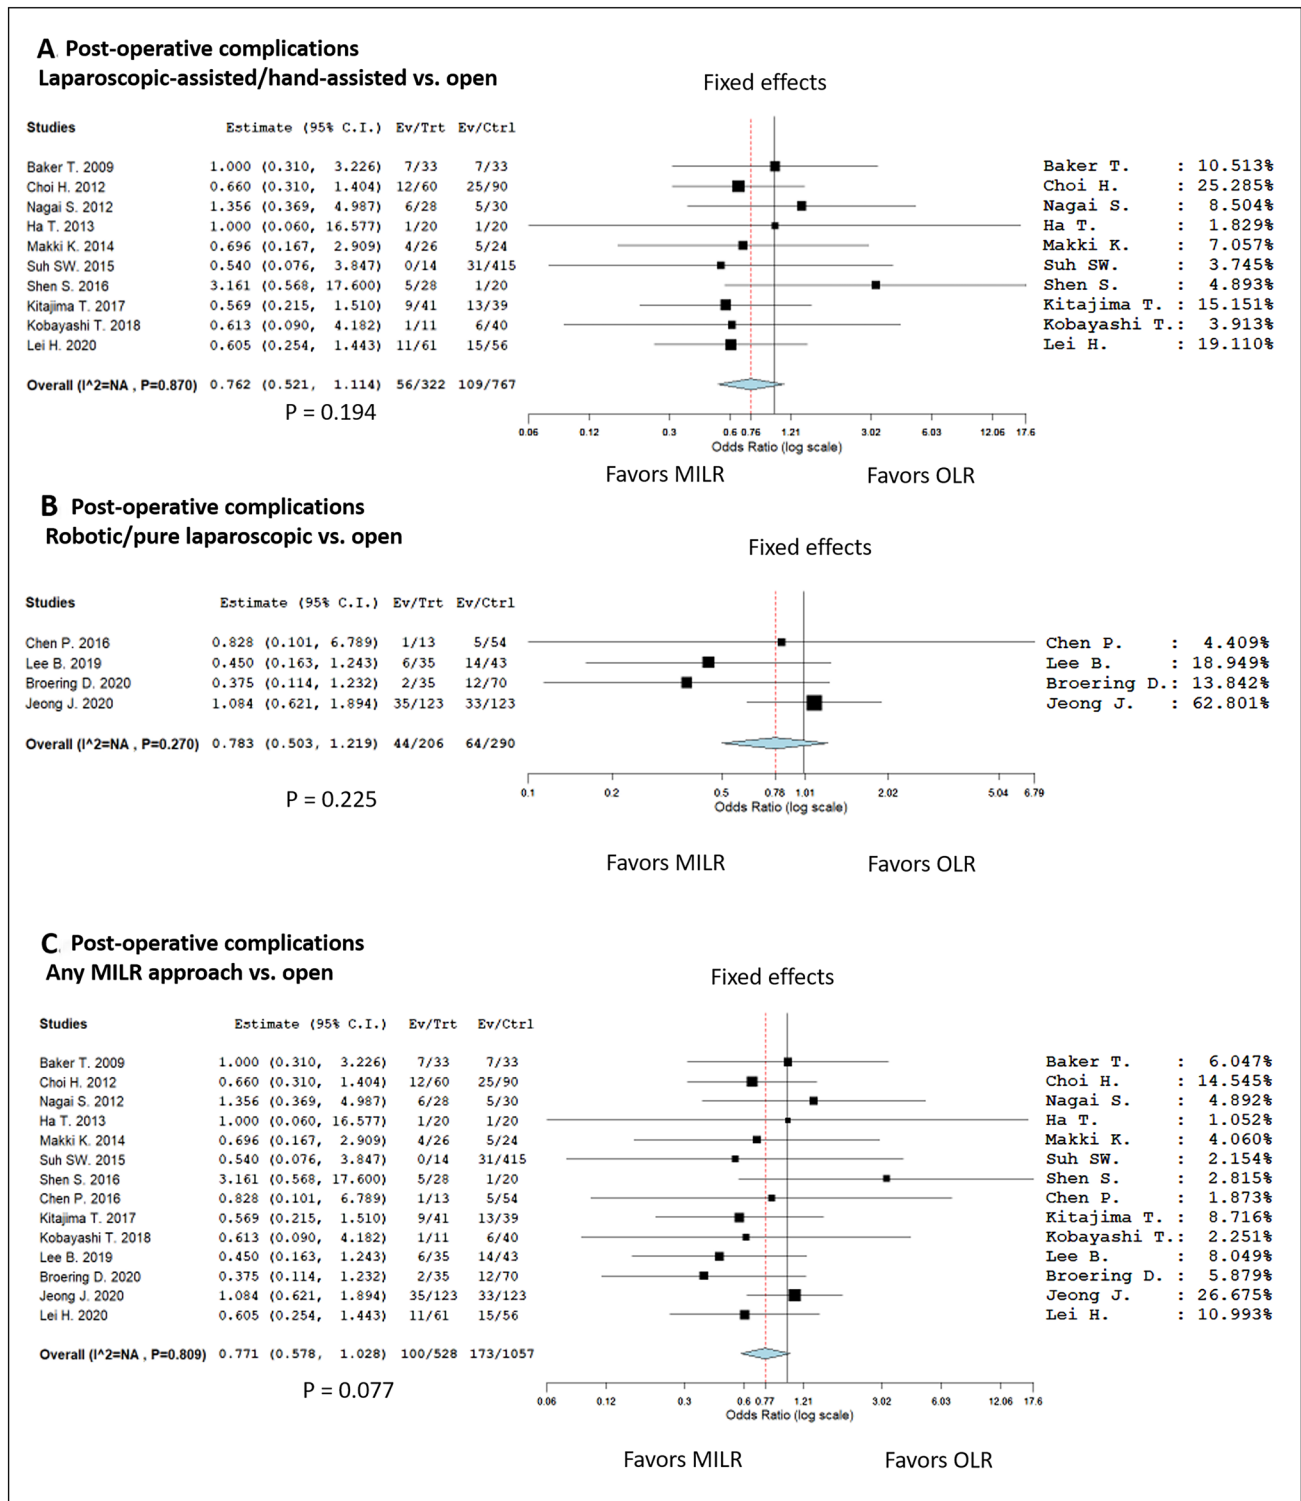 A. Post-operative complications
Laparoscopic-assisted/hand-assisted vs. open
Fixed effects
Studies Estimate (95% C.I.) Ev/Trt Ev/Ctrl
Baker T. 2009 1.000 (0.310, 3.226) 7/33 7/33 Baker T. : 10.513%
Choi H. 2012 0.660 (0.310, 1.404) 12/60 25/90 Choi H. : 25.285%
Nagai S. 2012 1.356 (0.369, 4.987) 6/28 5/30 Nagai S. : 8.504%
Ha T. 2013 1.000 (0.060, 16.577) 1/20 1/20 Ha T. : 1.829%
Makki K. 2014 0.696 (0.167, 2.909) 4/26 5/24 Makki K. : 7.057%
Suh SW. 2015 0.540 (0.076, 3.847) 0/14 31/415 Suh SW. : 3.745%
Shen S. 2016 3.161 (0.568, 17.600) 5/28 1/20 Shen S. : 4.893%
Kitajima T. 2017 0.569 (0.215, 1.510) 9/41 13/39 Kitajima T. : 15.151%
Kobayashi T. 2018 0.613 (0.090, 4.182) 1/11 6/40 Kobayashi T.: 3.913%
Lei H. 2020 0.605 (0.254, 1.443) 11/61 15/56 Lei H. : 19.110%
Overall (I^2=NA , P=0.870) 0.762 (0.521, 1.114) 56/322 109/767
P = 0.194
0.06 0.12 0.3 0.6 0.76 1.21 3.02 6.03 12.06 17.6
Odds Ratio (log scale)
Favors MILR Favors OLR
B Post-operative complications
Robotic/pure laparoscopic vs. open
Fixed effects
Studies Estimate (95% C.I.) Ev/Trt Ev/Ctrl
Chen P. 2016 0.828 (0.101, 6.789) 1/13 5/54 Chen P. : 4.409%
Lee B. 2019 0.450 (0.163, 1.243) 6/35 14/43 Lee B. : 18.949%
Broering D. 2020 0.375 (0.114, 1.232) 2/35 12/70 Broering D.: 13.842%
Jeong J. 2020 1.084 (0.621, 1.894) 35/123 33/123 Jeong J. : 62.801%
Overall (I^2=NA , P=0.270) 0.783 (0.503, 1.219) 44/206 64/290
P = 0.225
0.1 0.2 0.5 0.78 1.01 2.02 5.04 6.79
Odds Ratio (log scale)
Favors MILR Favors OLR
C. Post-operative complications
Any MILR approach vs. open
Fixed effects
Studies Estimate (95% C.I.) Ev/Trt Ev/Ctrl
Baker T. 2009 1.000 (0.310, 3.226) 7/33 7/33 Baker T. : 6.047%
Choi H. 2012 0.660 (0.310, 1.404) 12/60 25/90 Choi H. : 14.545%
Nagai S. 2012 1.356 (0.369, 4.987) 6/28 5/30 Nagai S. : 4.892%
Ha T. 2013 1.000 (0.060, 16.577) 1/20 1/20 Ha T. : 1.052%
Makki K. 2014 0.696 (0.167, 2.909) 4/26 5/24 Makki K. : 4.060%
Suh SW. 2015 0.540 (0.076, 3.847) 0/14 31/415 Suh SW. : 2.154%
Shen S. 2016 3.161 (0.568, 17.600) 5/28 1/20 Shen S. : 2.815%
Chen P. 2016 0.828 (0.101, 6.789) 1/13 5/54 Chen P. : 1.873%
Kitajima T. 2017 0.569 (0.215, 1.510) 9/41 13/39 Kitajima T. : 8.716%
Kobayashi T. 2018 0.613 (0.090, 4.182) 1/11 6/40 Kobayashi T.: 2.251%
Lee B. 2019 0.450 (0.163, 1.243) 6/35 14/43 Lee B. : 8.049%
Broering D. 2020 0.375 (0.114, 1.232) 2/35 12/70 Broering D. : 5.879%
Jeong J. 2020 1.084 (0.621, 1.894) 35/123 33/123 Jeong J. : 26.675%
Lei H. 2020 0.605 (0.254, 1.443) 11/61 15/56 Lei H. : 10.993%
Overall (I^2=NA , P=0.809) 0.771 (0.578, 1.028) 100/528 173/1057
P = 0.077
0.06 0.12 0.3 0.6 0.77 1.21 3.02 6.03 12.06 17.6
Odds Ratio (log scale)
Favors MILR Favors OLR